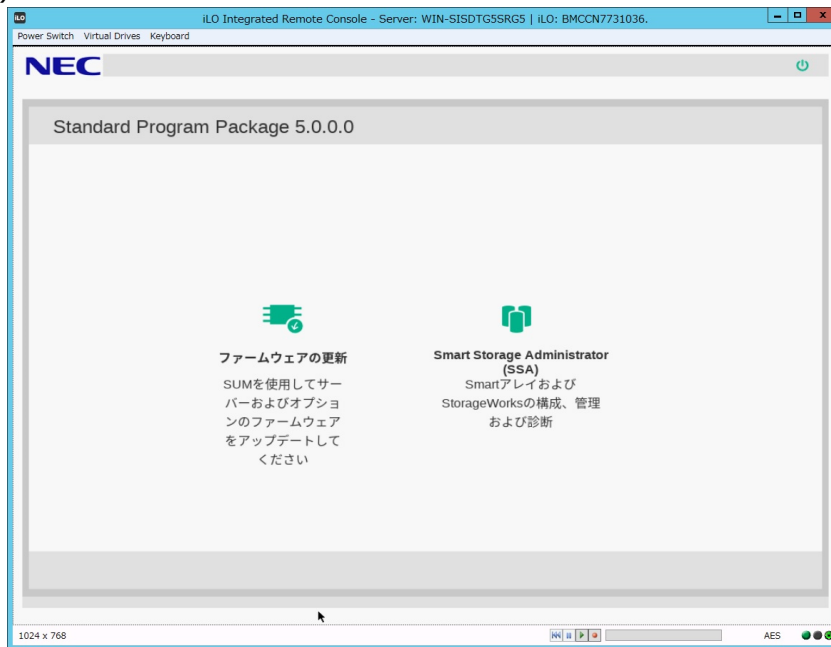 iLO
iLO Integrated Remote Console - Server: WIN-SISDTG5SRG5 | iLO: BMCCN7731036.
Power Switch Virtual Drives Keyboard
NEC
Standard Program Package 5.0.0.0
ファームウェアの更新
SUMを使用してサー
バーおよびオプショ
ンのファームウェア
をアップデートして
ください
Smart Storage Administrator
(SSA)
Smartアレイおよび
StorageWorksの構成、管理
および診断
1024 x 768
AES